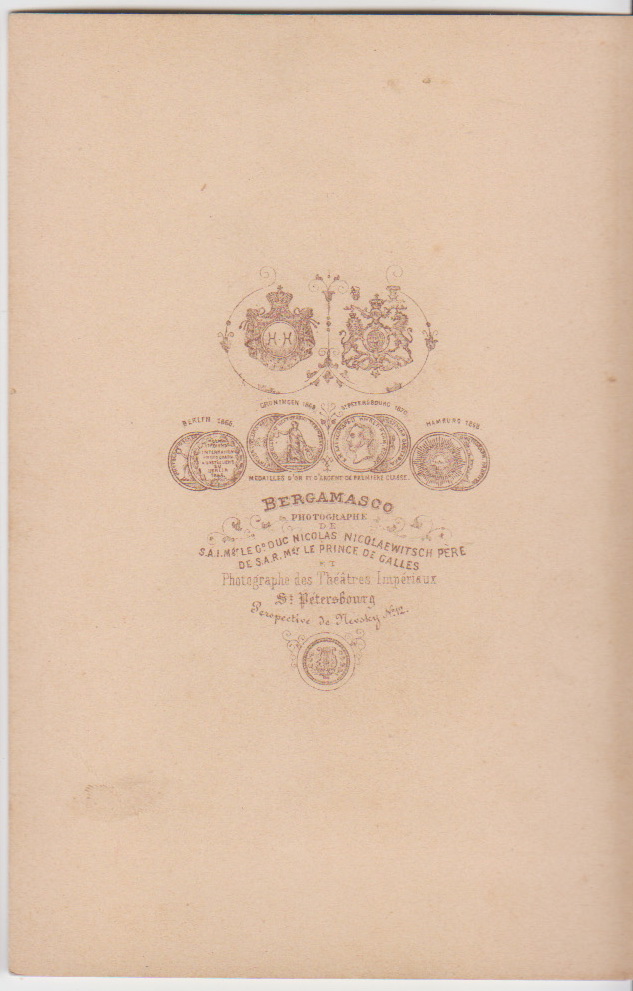 H H
GRONINGEN 1869.
ST PETERSBOURG 1870.
BERLIN 1865.
HAMBURG 1868.
MEDAILLES D'OR ET D'ARGENT DE PREMIÈRE CLASSE.
BERGAMASCO
PHOTOGRAPHE
DE
S.A.I. Mgr LE Gd DUC NICOLAS NICOLAEWITSCH PÈRE
DE S.A.R. Mgr LE PRINCE DE GALLES
ET
Photographe des Théâtres Impériaux
St Pétersbourg
Perspective de Nevsky No 12.